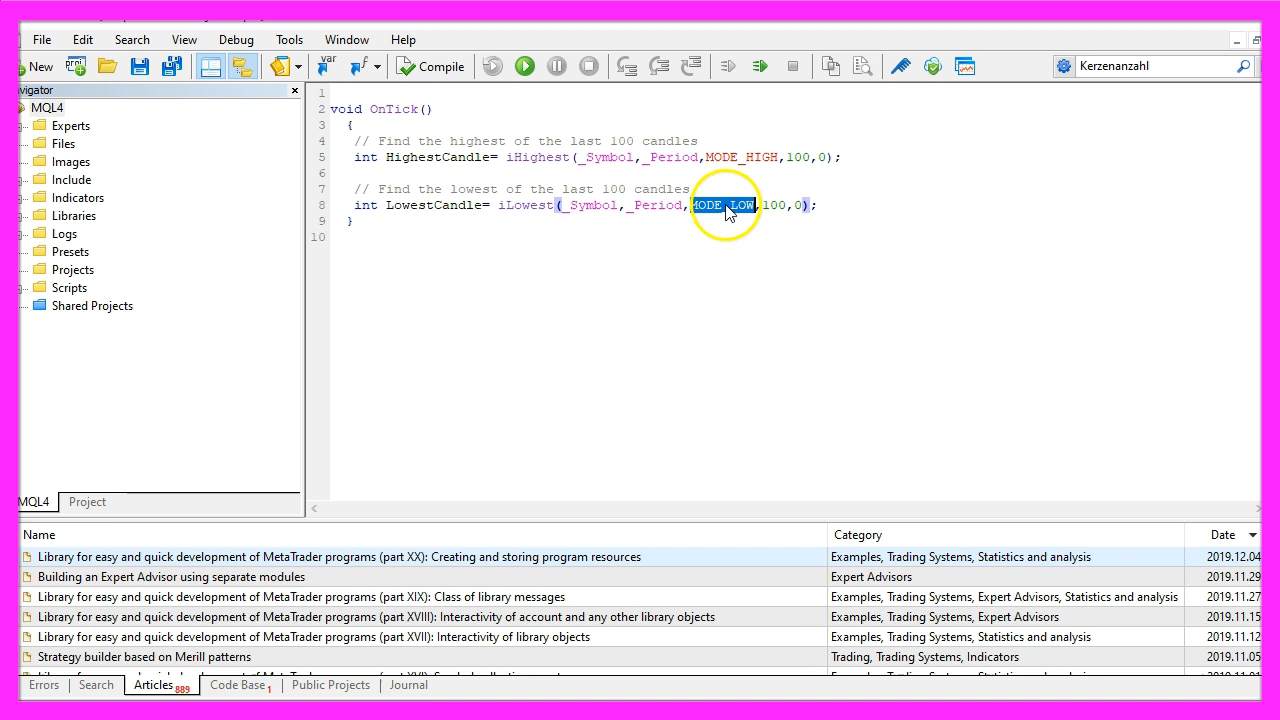 File Edit Search View Debug Tools Window Help
New Compile Kerzenanzahl
MQL4
Experts
Files
Images
Include
Indicators
Libraries
Logs
Presets
Projects
Scripts
Shared Projects
MQL4 Project
1
2 void OnTick()
3 {
4 // Find the highest of the last 100 candles
5 int HighestCandle= iHighest(_Symbol,_Period,MODE_HIGH,100,0);
6
7 // Find the lowest of the last 100 candles
8 int LowestCandle= iLowest(_Symbol,_Period,MODE_LOW,100,0);
9 }
10
Name Category Date
Library for easy and quick development of MetaTrader programs (part XX): Creating and storing program resources Examples, Trading Systems, Statistics and analysis 2019.12.04
Building an Expert Advisor using separate modules Expert Advisors 2019.11.29
Library for easy and quick development of MetaTrader programs (part XIX): Class of library messages Examples, Trading Systems, Expert Advisors, Statistics and analysis 2019.11.27
Library for easy and quick development of MetaTrader programs (part XVIII): Interactivity of account and any other library objects Examples, Trading Systems, Expert Advisors 2019.11.15
Library for easy and quick development of MetaTrader programs (part XVII): Interactivity of library objects Examples, Trading Systems, Statistics and analysis 2019.11.12
Strategy builder based on Merill patterns Trading, Trading Systems, Indicators 2019.11.05
Errors Search Articles 889 Code Base 1 Public Projects Journal